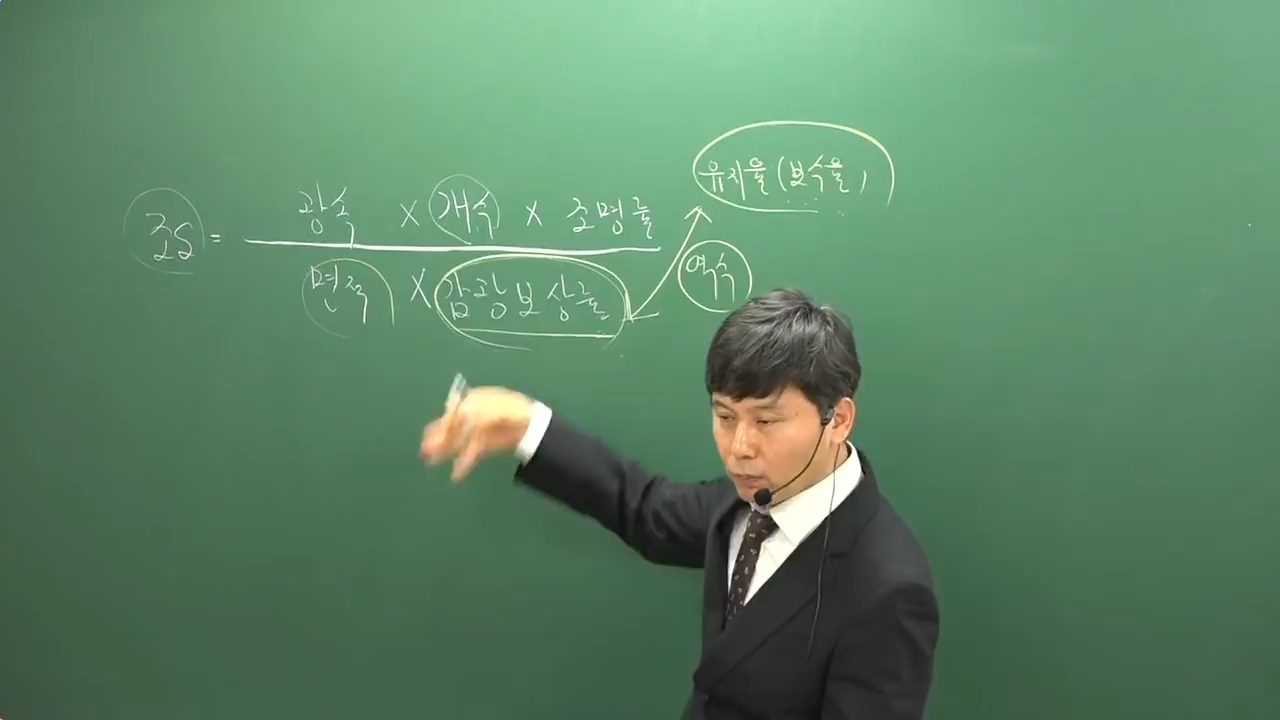 유지율(보수율)
조도 = 광속 X 개수 X 조명률
면적 X 감광보상률
역수